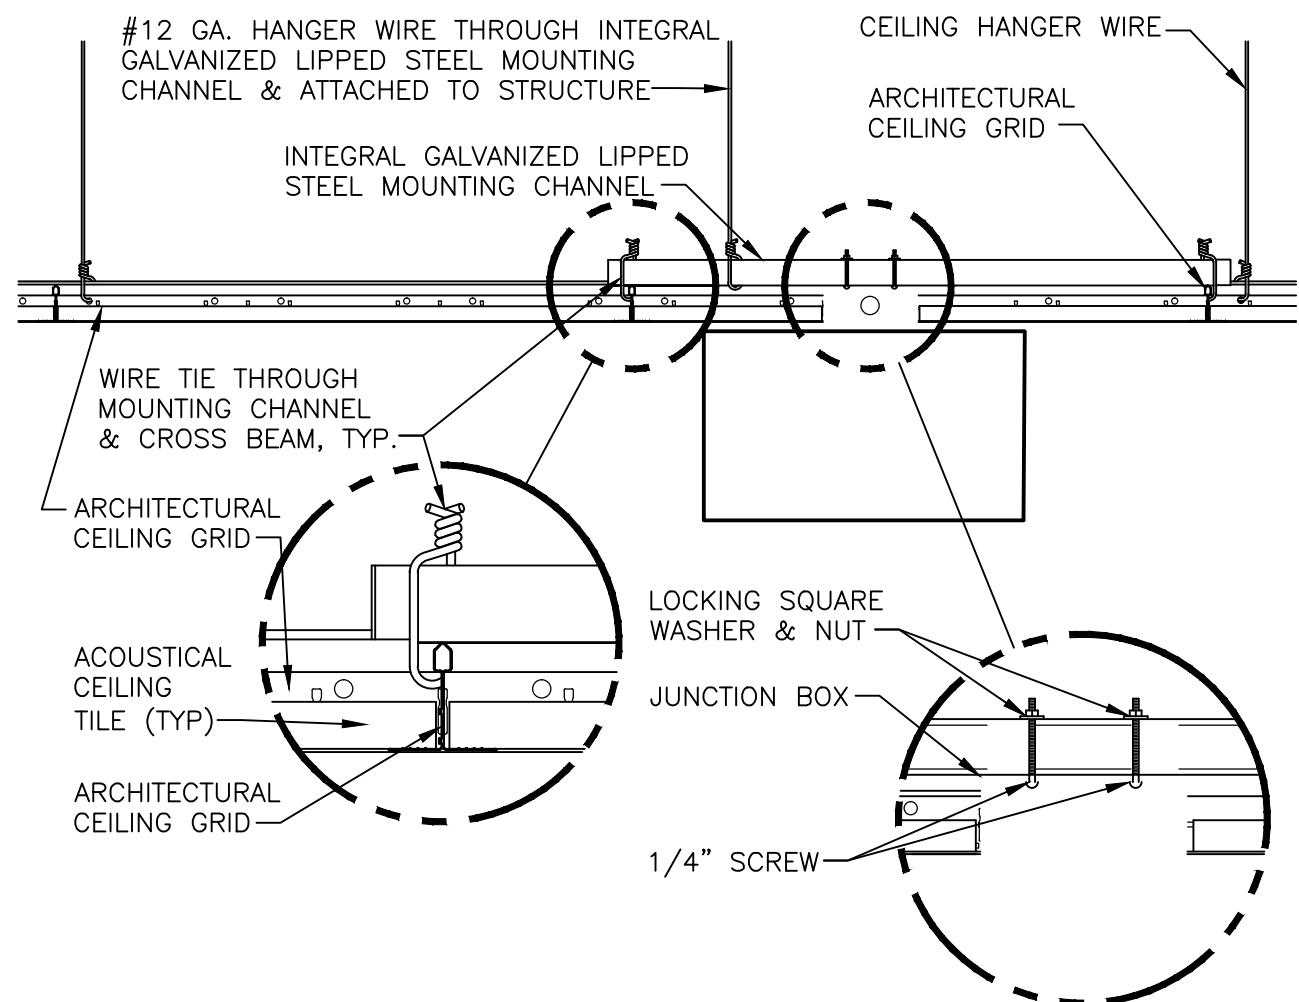 #12 GA. HANGER WIRE THROUGH INTEGRAL
GALVANIZED LIPPED STEEL MOUNTING
CHANNEL & ATTACHED TO STRUCTURE
CEILING HANGER WIRE
ARCHITECTURAL
CEILING GRID
INTEGRAL GALVANIZED LIPPED
STEEL MOUNTING CHANNEL
WIRE TIE THROUGH
MOUNTING CHANNEL
& CROSS BEAM, TYP.
ARCHITECTURAL
CEILING GRID
ACOUSTICAL
CEILING
TILE (TYP)
ARCHITECTURAL
CEILING GRID
LOCKING SQUARE
WASHER & NUT
JUNCTION BOX
1/4” SCREW